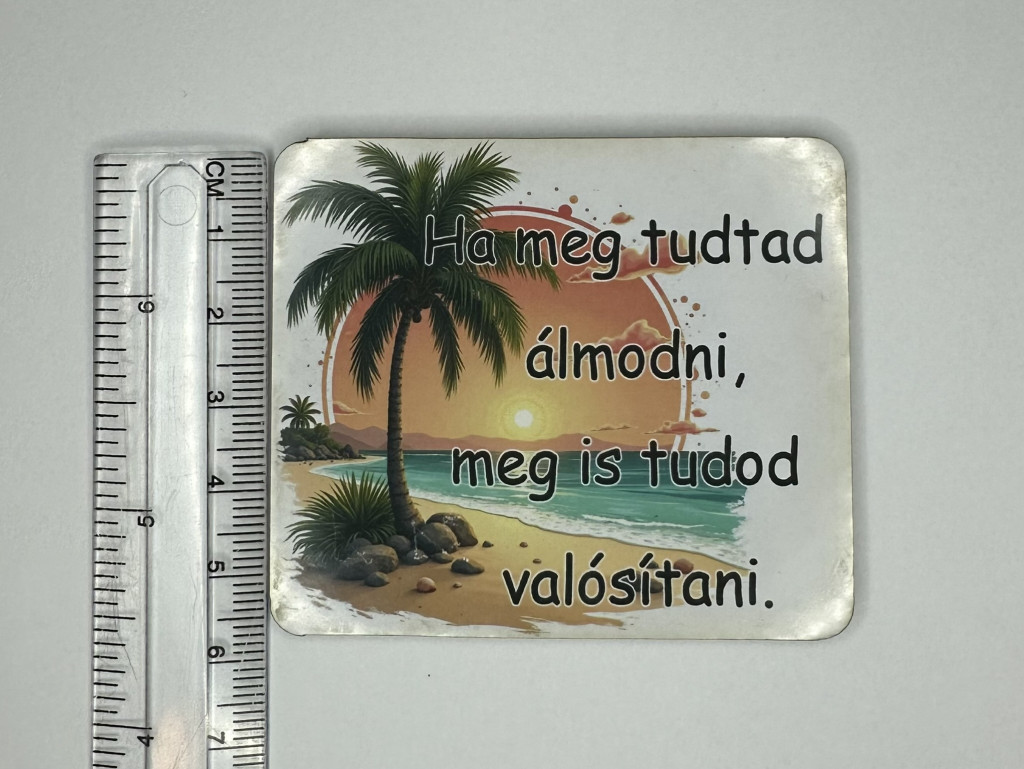 CM
1
2
3
4
5
6
7
6
5
4
Ha meg tudtad
álmodni,
meg is tudod
valósítani.